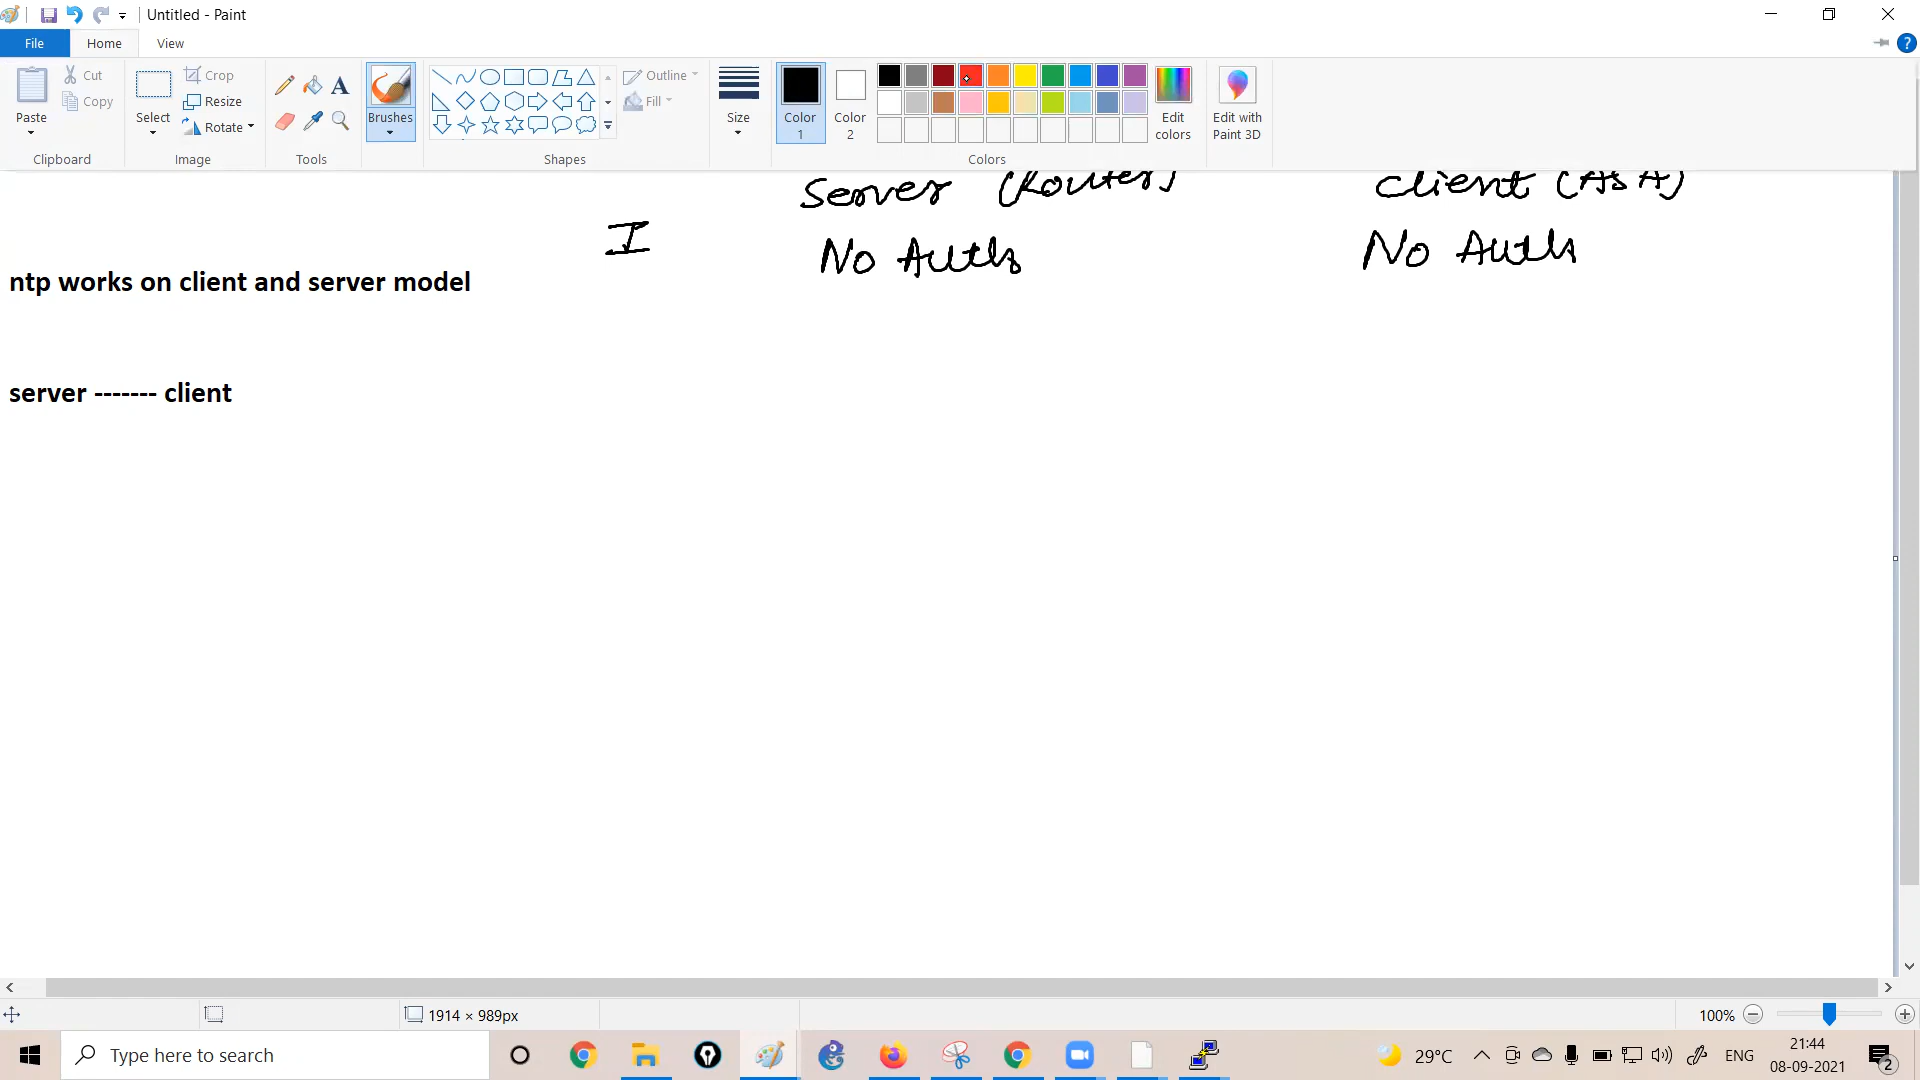 Untitled - Paint
File Home View
Paste
Cut
Copy
Clipboard
Select
Crop
Resize
Rotate
Image
Tools
Brushes
Outline
Fill
Shapes
Size
Color 1
Color 2
Colors
Edit colors
Edit with Paint 3D
Server (Router) Client (ASA)
I No Auth No Auth
ntp works on client and server model
server ------- client
1914 × 989px
100%
Type here to search
29°C
ENG
21:44
08-09-2021
2